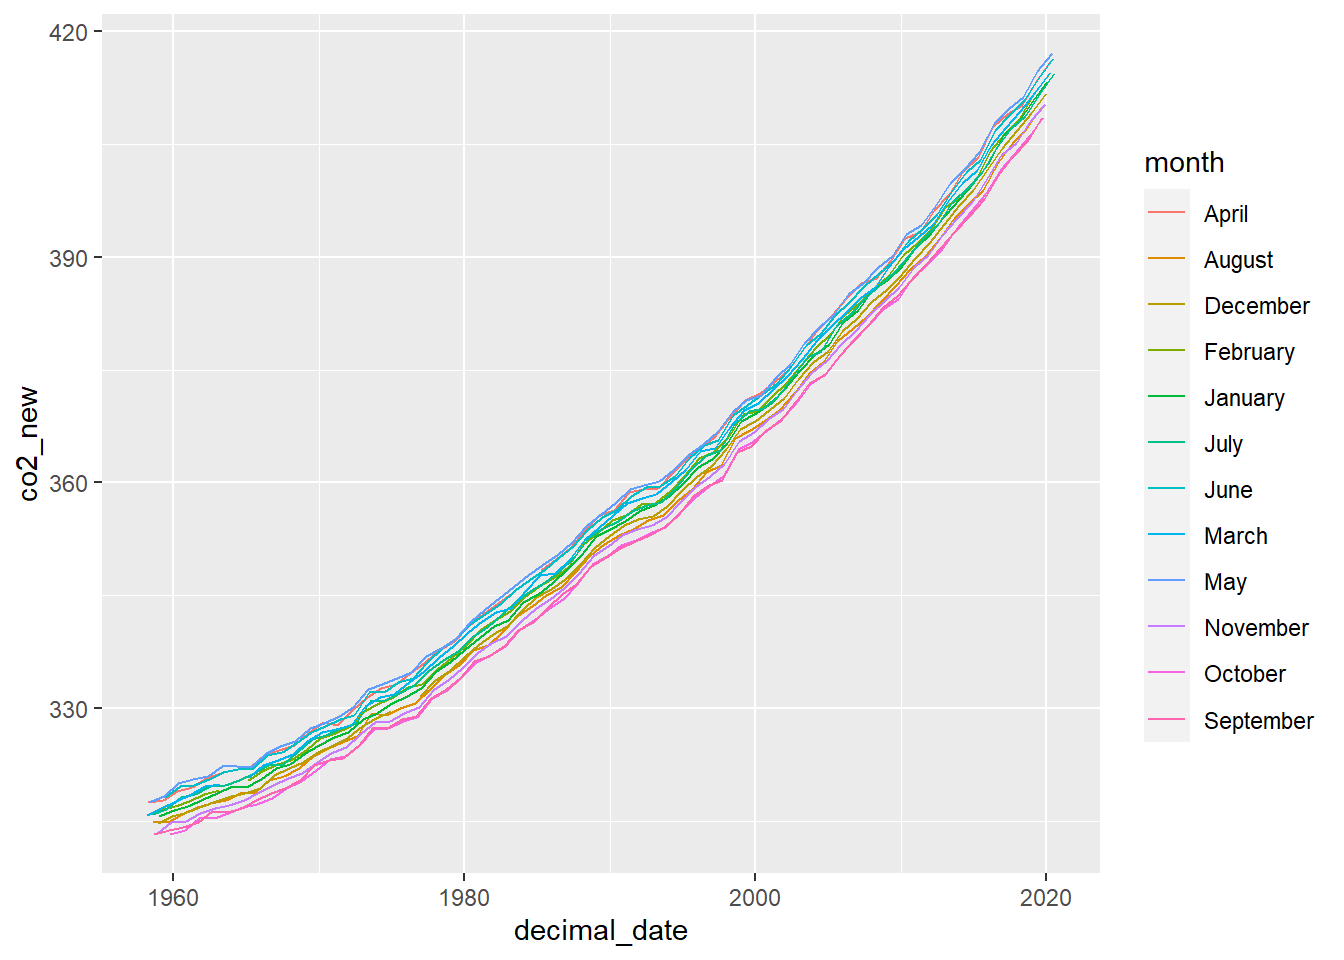 420
390
360
330
co2_new
1960
1980
2000
2020
decimal_date
month
April
August
December
February
January
July
June
March
May
November
October
September